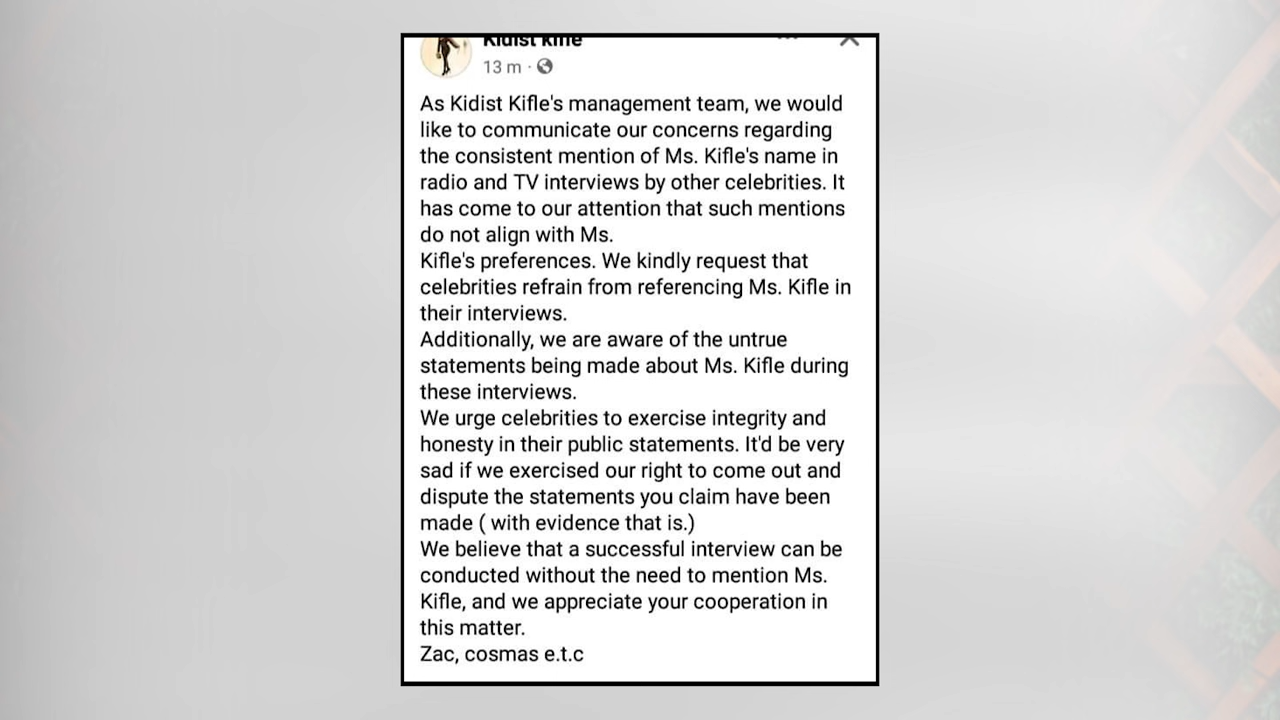 Kidist kifle
13 m
As Kidist Kifle's management team, we would
like to communicate our concerns regarding
the consistent mention of Ms. Kifle's name in
radio and TV interviews by other celebrities. It
has come to our attention that such mentions
do not align with Ms.
Kifle's preferences. We kindly request that
celebrities refrain from referencing Ms. Kifle in
their interviews.
Additionally, we are aware of the untrue
statements being made about Ms. Kifle during
these interviews.
We urge celebrities to exercise integrity and
honesty in their public statements. It'd be very
sad if we exercised our right to come out and
dispute the statements you claim have been
made ( with evidence that is.)
We believe that a successful interview can be
conducted without the need to mention Ms.
Kifle, and we appreciate your cooperation in
this matter.
Zac, cosmas e.t.c